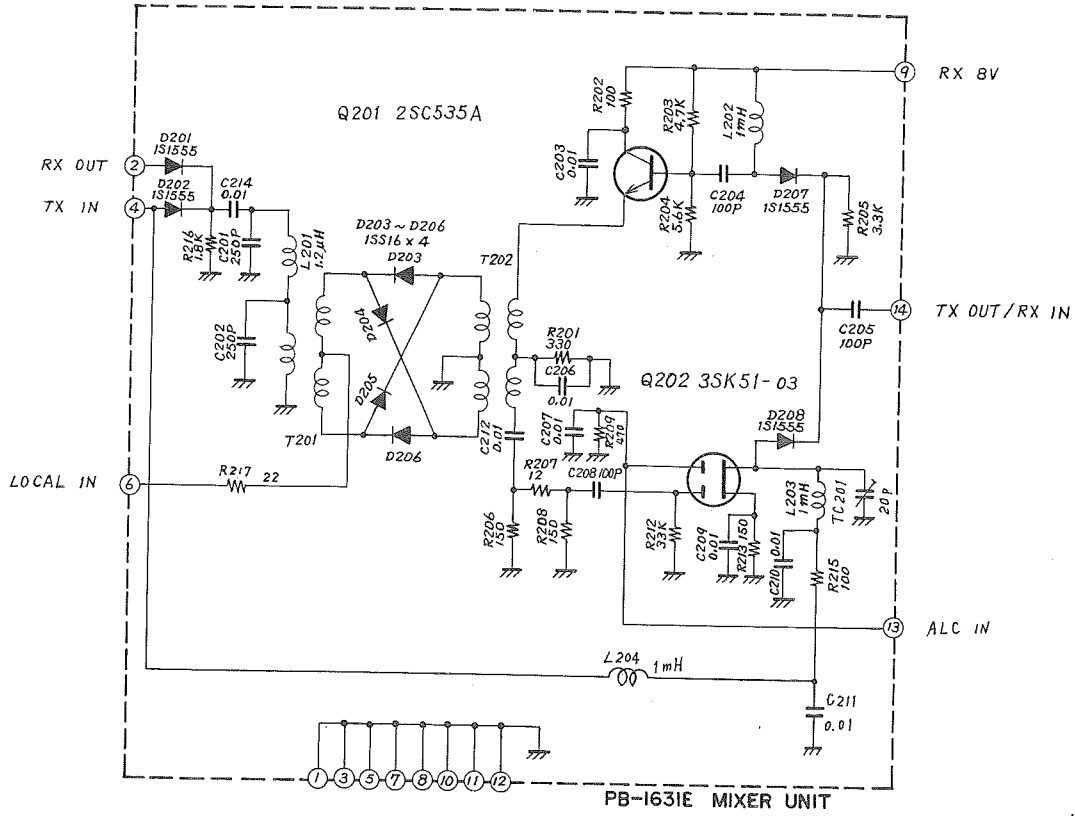 RX 8V
9
R202
100
R203
4.7K
L202
1mH
Q201 2SC535A
D201
1S1555
RX OUT
2
C203
0.01
D202
1S1555
C214
0.01
TX IN
4
C204
100P
D207
1S1555
R204
5.6K
R205
3.3K
R216
1.8K
C201
250P
L201
1.2μH
D203 ~ D206
1SS16 x 4
D203
T202
D204
14
TX OUT/RX IN
C205
100P
C202
250P
R201
330
C206
0.01
Q202 3SK51-03
D205
D208
1S1555
T201
D206
C212
0.01
C207
0.01
R209
470
LOCAL IN
6
R217
22
R207
12
C208 100P
L203
1mH
TC201
20P
R206
150
R208
150
R212
33K
C209
0.01
R213 150
C210
0.01
R215
100
13
ALC IN
L204
1mH
C211
0.01
1
3
5
7
8
10
11
12
PB-1631E MIXER UNIT